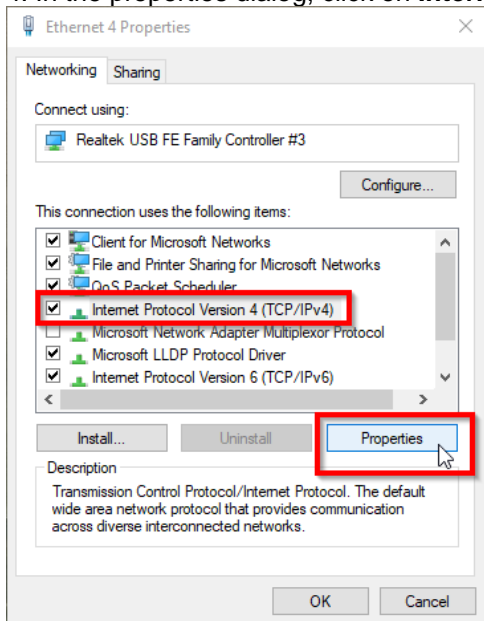 Ethernet 4 Properties
Networking Sharing
Connect using:
Realtek USB FE Family Controller #3
Configure...
This connection uses the following items:
Client for Microsoft Networks
File and Printer Sharing for Microsoft Networks
QoS Packet Scheduler
Internet Protocol Version 4 (TCP/IPv4)
Microsoft Network Adapter Multiplexor Protocol
Microsoft LLDP Protocol Driver
Internet Protocol Version 6 (TCP/IPv6)
Install... Uninstall Properties
Description
Transmission Control Protocol/Internet Protocol. The default
wide area network protocol that provides communication
across diverse interconnected networks.
OK Cancel